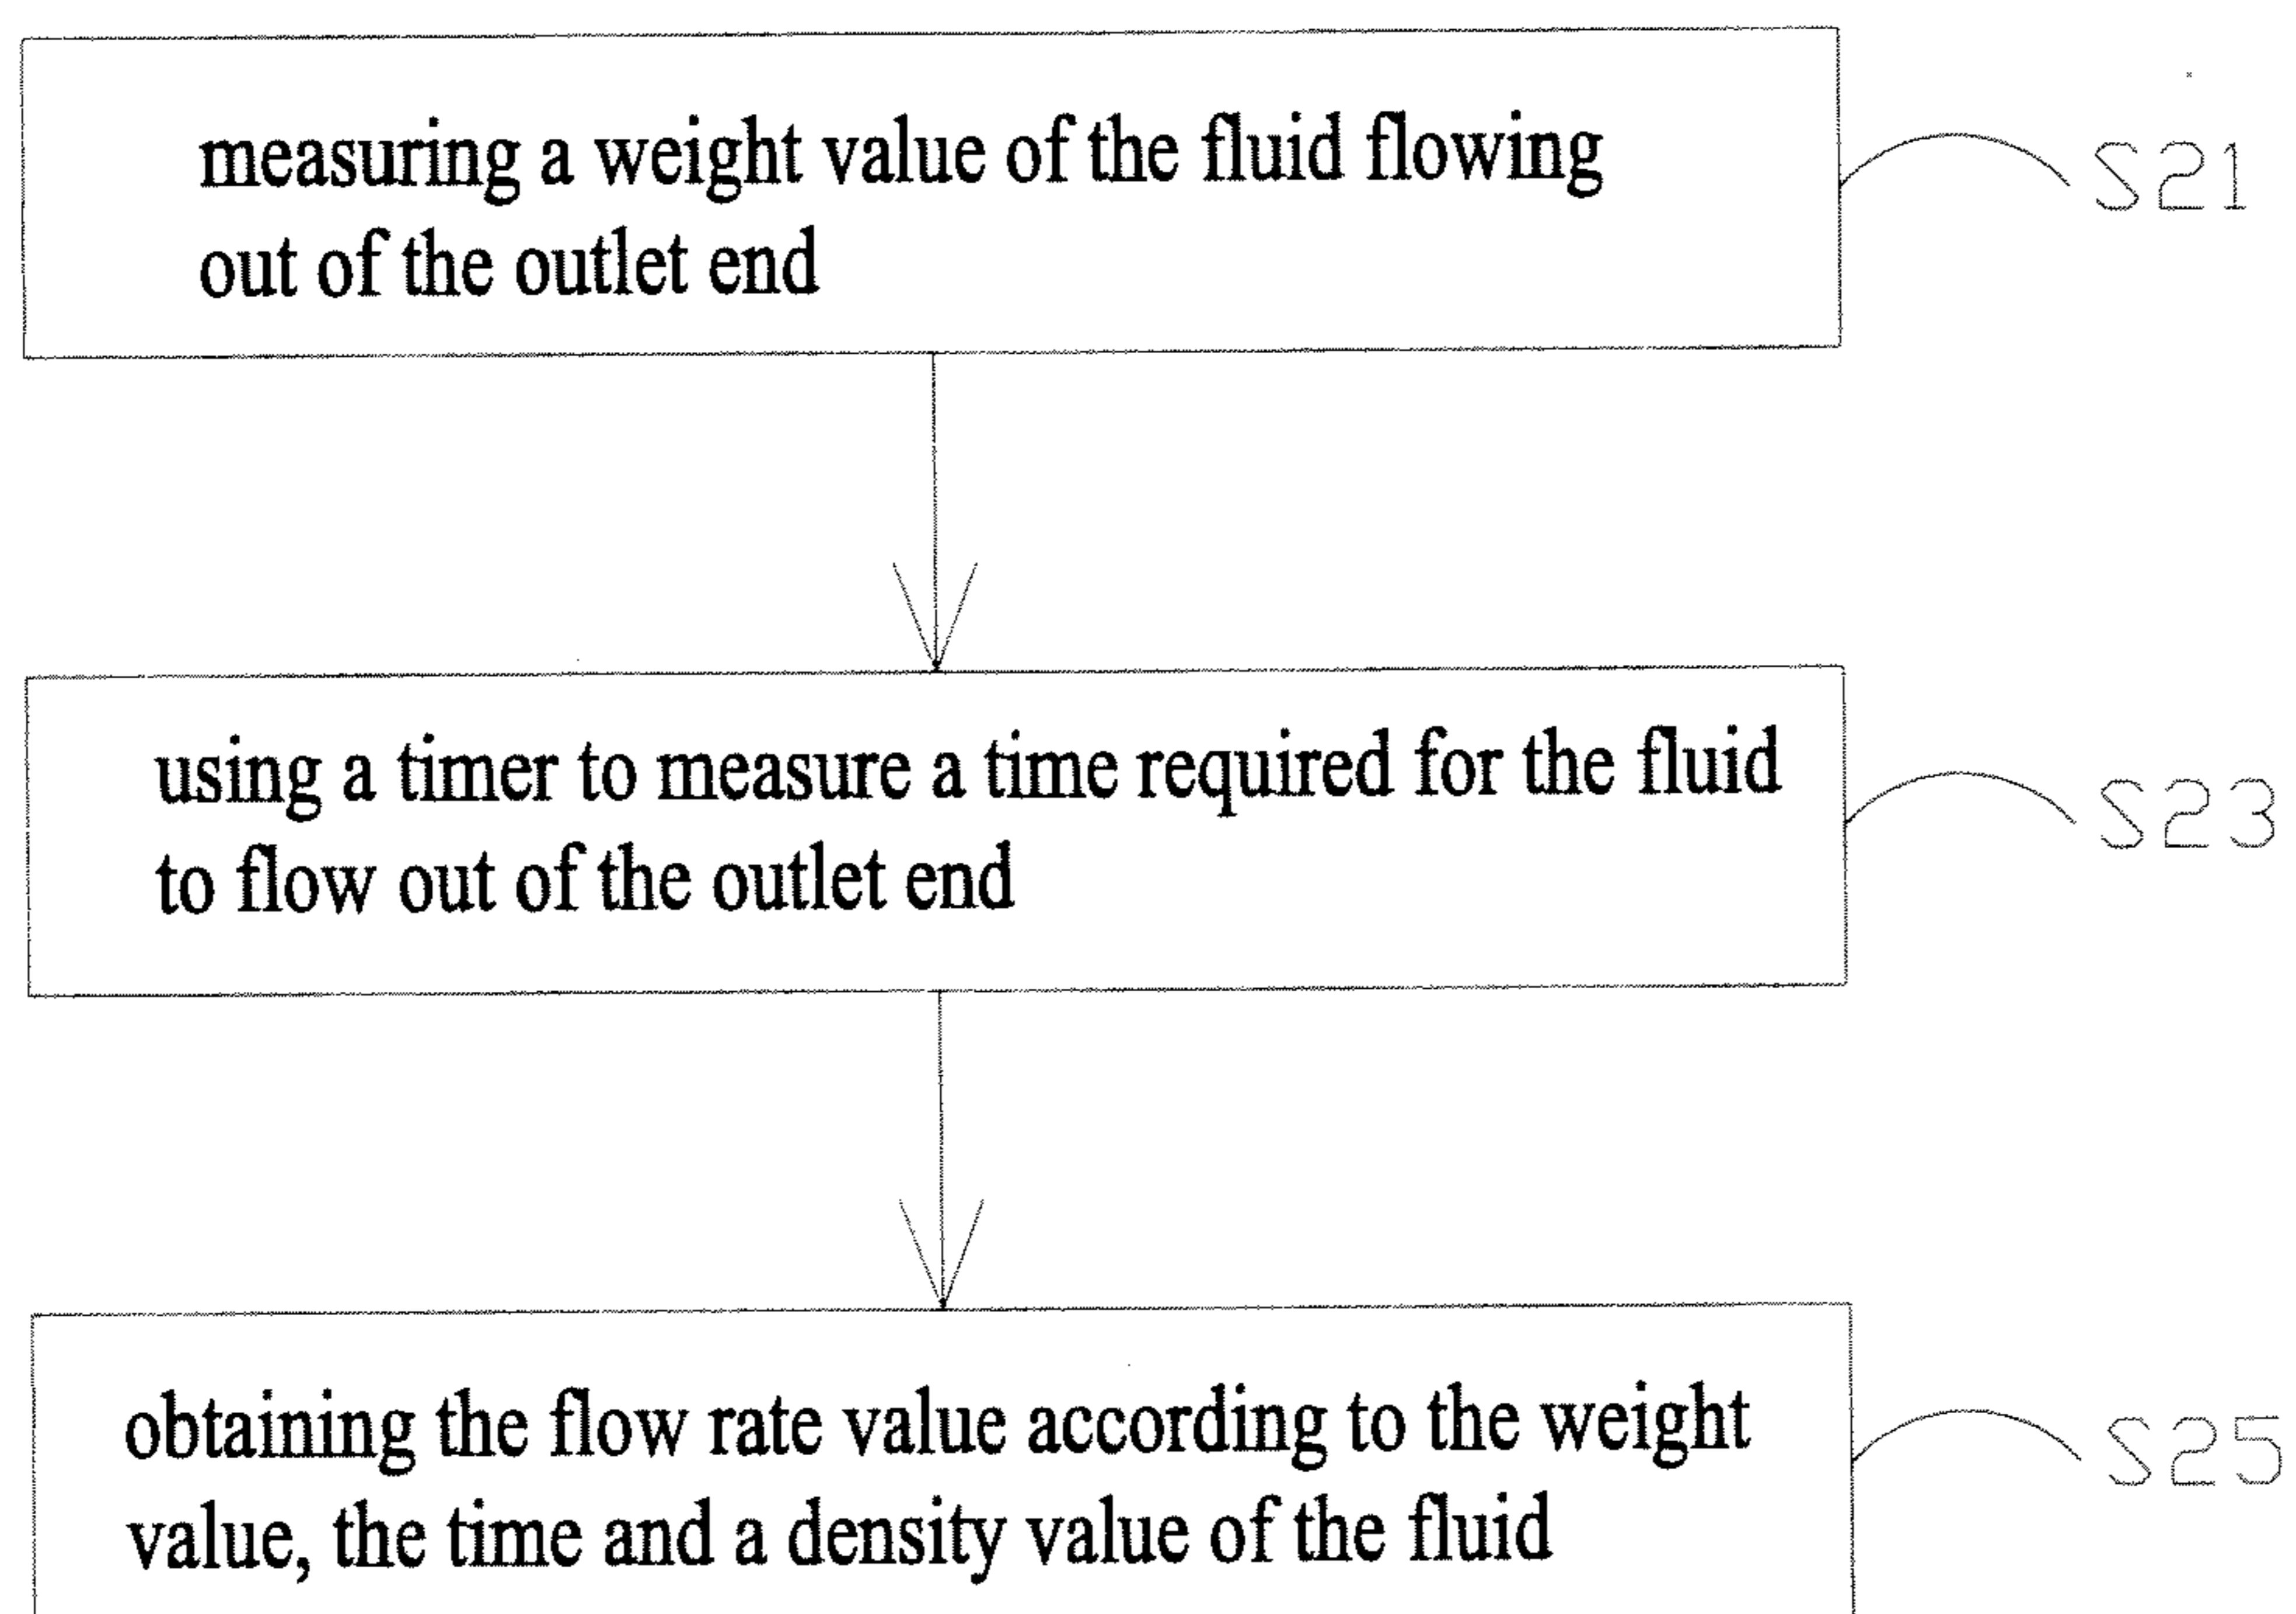 measuring a weight value of the fluid flowing
out of the outlet end
S21
using a timer to measure a time required for the fluid
to flow out of the outlet end
S23
obtaining the flow rate value according to the weight
value, the time and a density value of the fluid
S25